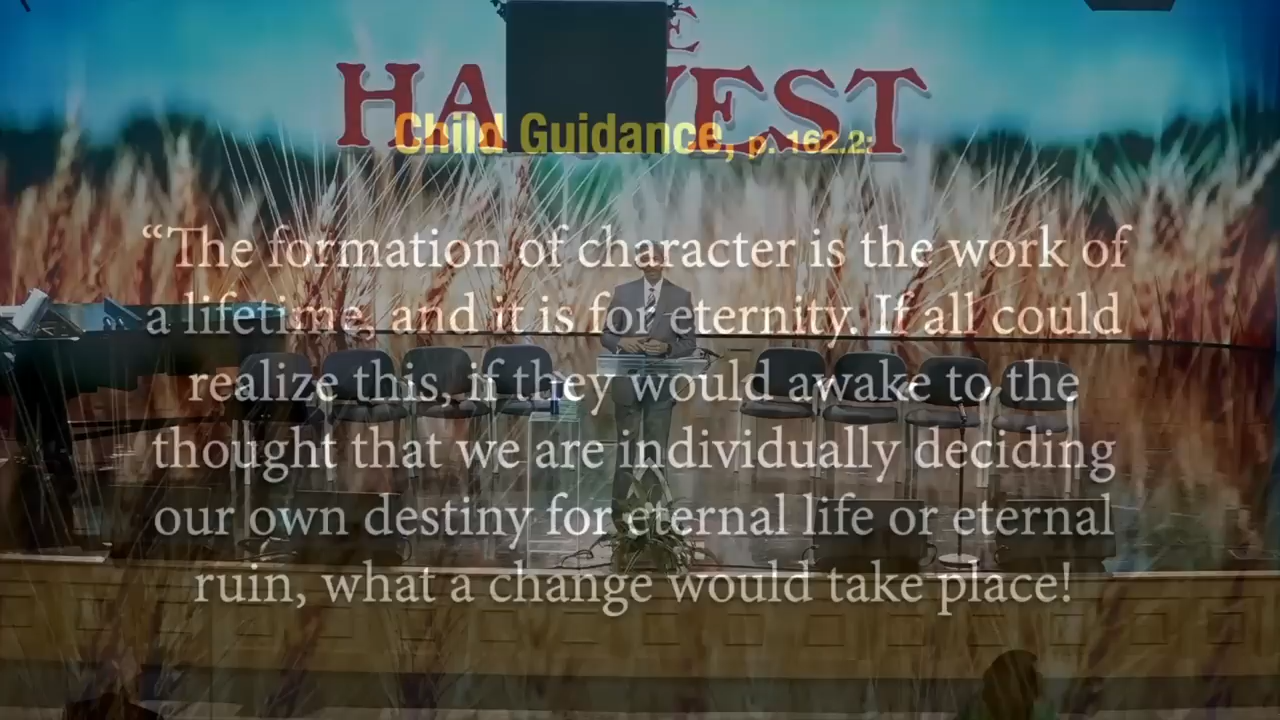 HA VEST
Child Guidance, p. 162.2:
“The formation of character is the work of
a lifetime, and it is for eternity. If all could
realize this, if they would awake to the
thought that we are individually deciding
our own destiny for eternal life or eternal
ruin, what a change would take place!